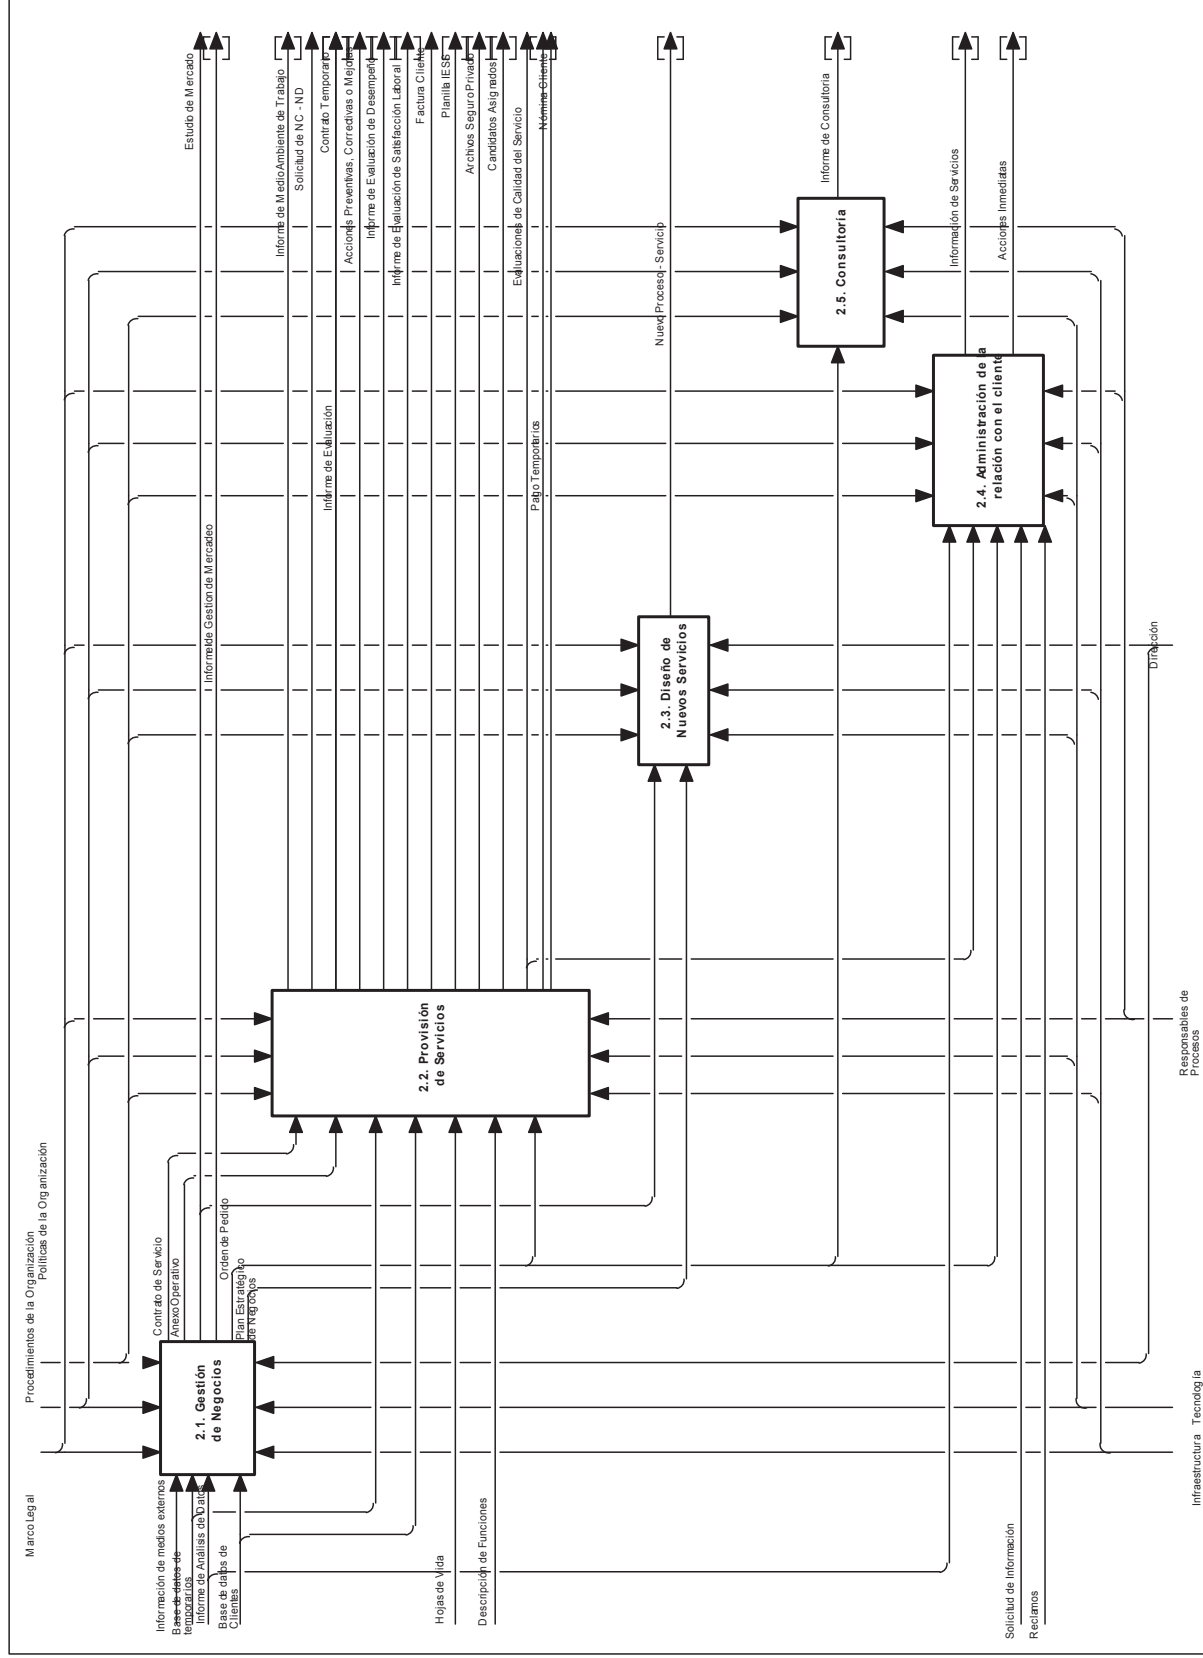 Marco Legal
Procedimientos de la Organización
Políticas de la Organización
Información de medios externos
Base de datos de
temporarios
Informe de Análisis de Datos
Base de datos de
Clientes
2.1. Gestión
de Negocios
Contrato de Servicio
Anexo Operativo
Orden de Pedido
Plan Estratégico
de Negocios
Estudio de Mercado
Informe de Gestion de Mercadeo
Hojas de Vida
Descripción de Funciones
2.2. Provisión
de Servicios
Informe de Medio Ambiente de Trabajo
Solicitud de NC - ND
Contrato Temporario
Informe de Evaluación
Acciones Preventivas, Correctivas o Mejoras
Informe de Evaluación de Desempeño
Informe de Evaluación de Satisfacción Laboral
Factura Cliente
Planilla IESS
Archivos Seguro Privado
Candidatos Asignados
Evaluaciones de Calidad del Servicio
Pago Temporarios
Nómina Cliente
2.3. Diseño de
Nuevos Servicios
Nuevo Proceso - Servicio
2.5. Consultoria
Informe de Consultoria
2.4. Administración de la
relación con el cliente
Información de Servicios
Acciones Inmediatas
Solicitud de Información
Reclamos
Infraestructura
Tecnología
Responsables de
Procesos
Dirección